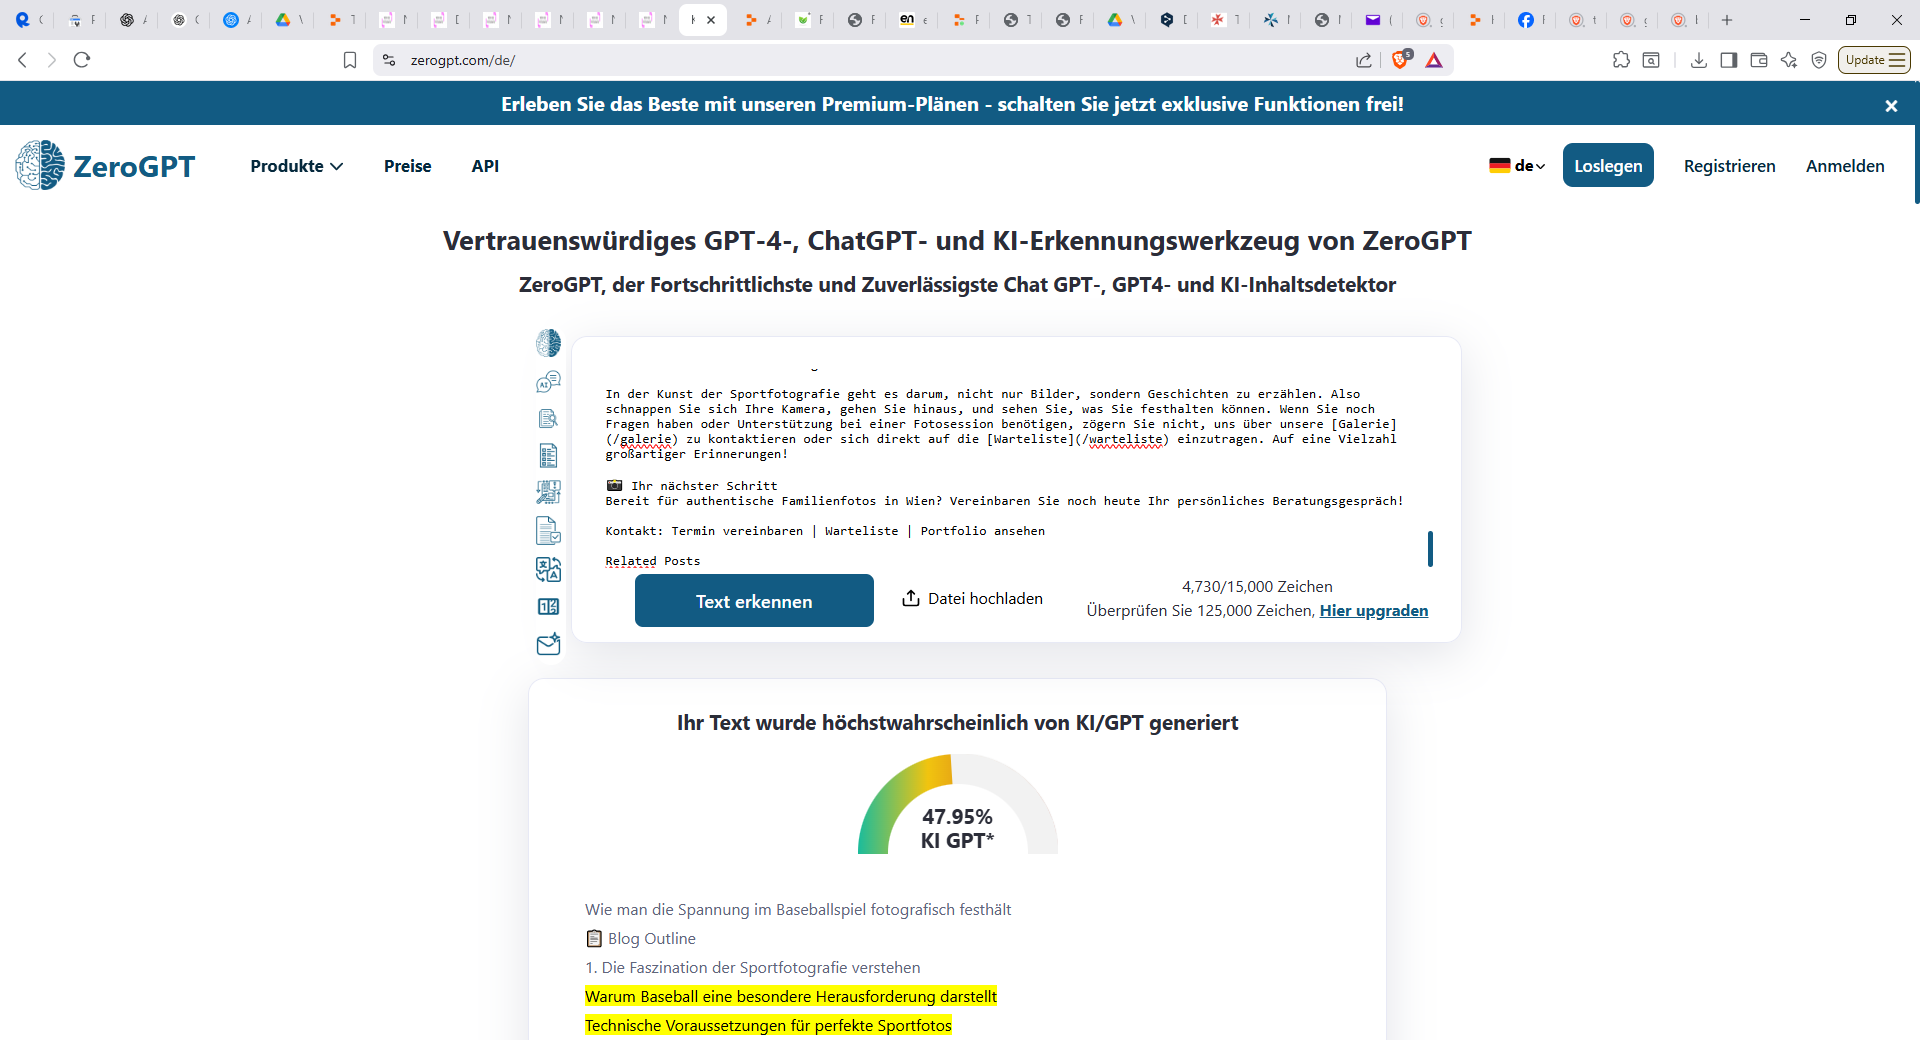 zerogpt.com/de/
Update
Erleben Sie das Beste mit unseren Premium-Plänen - schalten Sie jetzt exklusive Funktionen frei!
ZeroGPT
Produkte
Preise
API
de
Loslegen
Registrieren
Anmelden
Vertrauenswürdiges GPT-4-, ChatGPT- und KI-Erkennungswerkzeug von ZeroGPT
ZeroGPT, der Fortschrittlichste und Zuverlässigste Chat GPT-, GPT4- und KI-Inhaltsdetektor
In der Kunst der Sportfotografie geht es darum, nicht nur Bilder, sondern Geschichten zu erzählen. Also
schnappen Sie sich Ihre Kamera, gehen Sie hinaus, und sehen Sie, was Sie festhalten können. Wenn Sie noch
Fragen haben oder Unterstützung bei einer Fotosession benötigen, zögern Sie nicht, uns über unsere [Galerie]
(/galerie) zu kontaktieren oder sich direkt auf die [Warteliste](/warteliste) einzutragen. Auf eine Vielzahl
großartiger Erinnerungen!
📷 Ihr nächster Schritt
Bereit für authentische Familienfotos in Wien? Vereinbaren Sie noch heute Ihr persönliches Beratungsgespräch!
Kontakt: Termin vereinbaren | Warteliste | Portfolio ansehen
Related Posts
Text erkennen
Datei hochladen
4,730/15,000 Zeichen
Überprüfen Sie 125,000 Zeichen, Hier upgraden
Ihr Text wurde höchstwahrscheinlich von KI/GPT generiert
47.95%
KI GPT*
Wie man die Spannung im Baseballspiel fotografisch festhält
📋 Blog Outline
1. Die Faszination der Sportfotografie verstehen
Warum Baseball eine besondere Herausforderung darstellt
Technische Voraussetzungen für perfekte Sportfotos